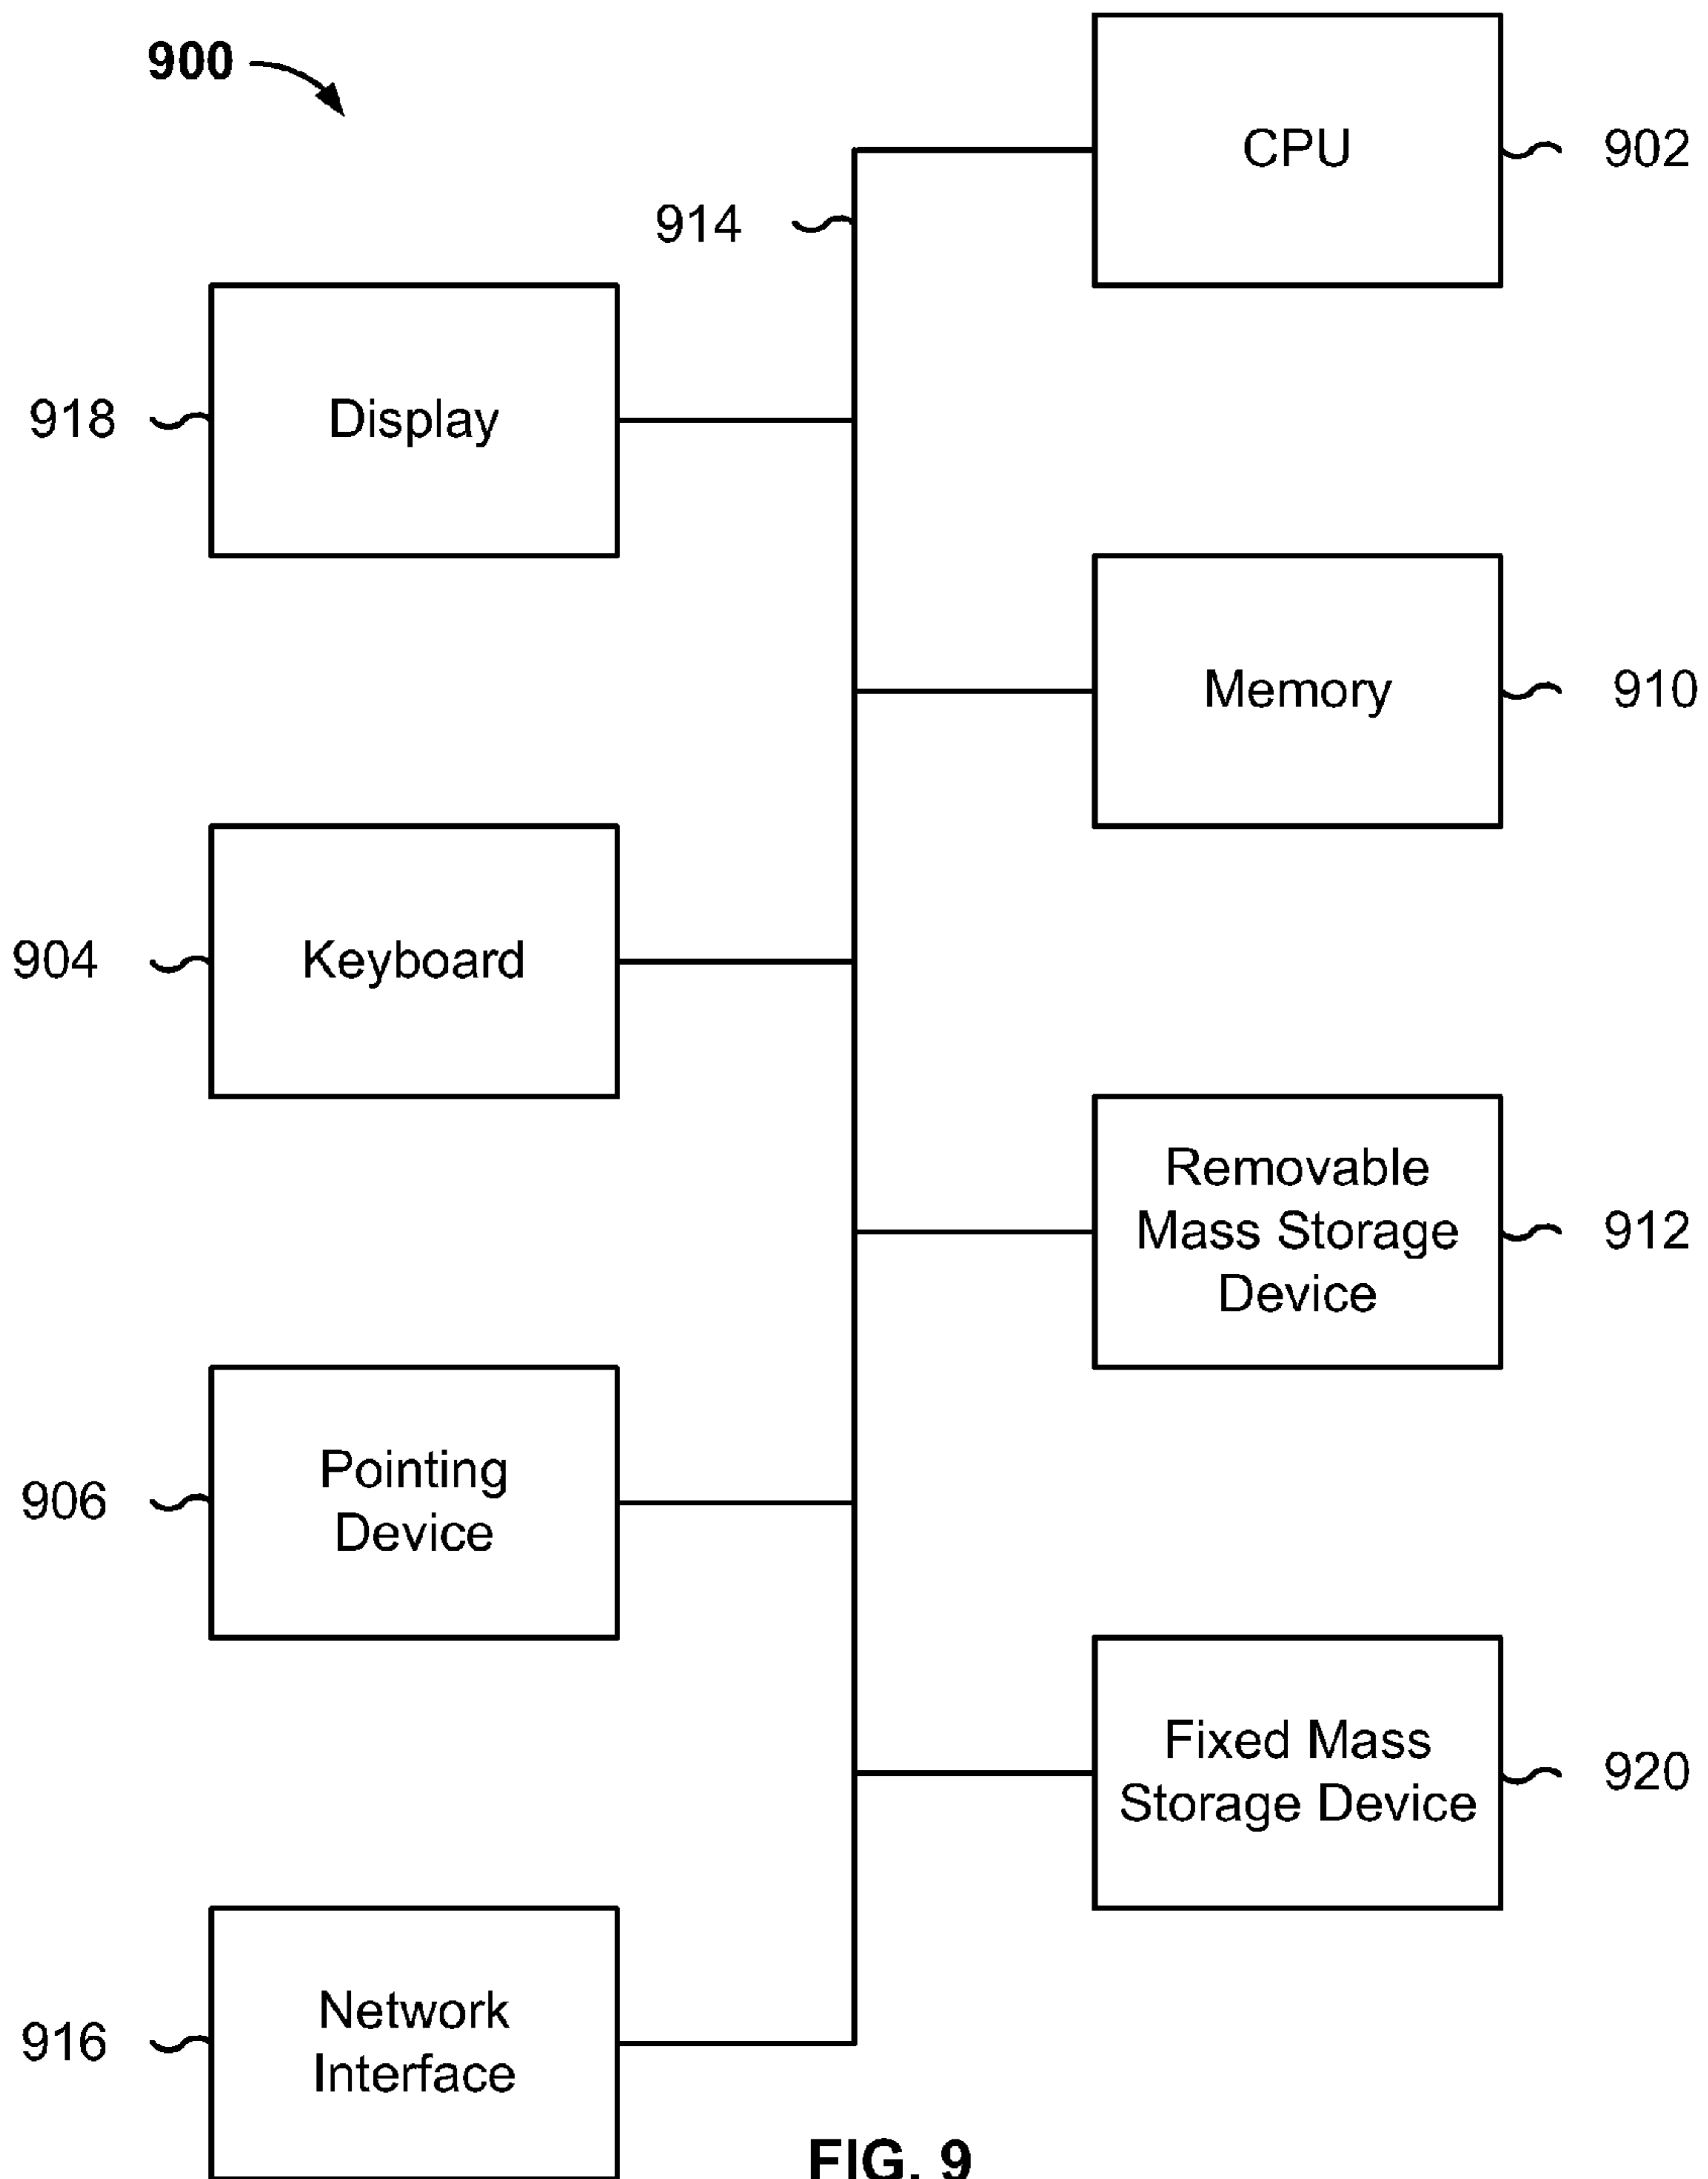 900
CPU
902
914
918
Display
Memory
910
904
Keyboard
Removable
Mass Storage
Device
912
906
Pointing
Device
Fixed Mass
Storage Device
920
916
Network
Interface
FIG. 9